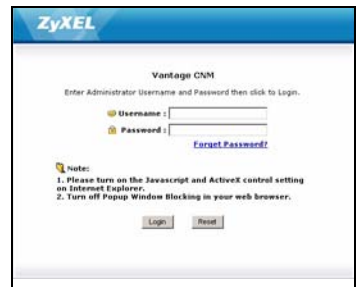 ZyXEL
Vantage CNM
Enter Administrator Username and Password then click to Login.
Username :
Password :
Forget Password?
Note:
1. Please turn on the Javascript and ActiveX control setting
on Internet Explorer.
2. Turn off Popup Window Blocking in your web browser.
Login Reset